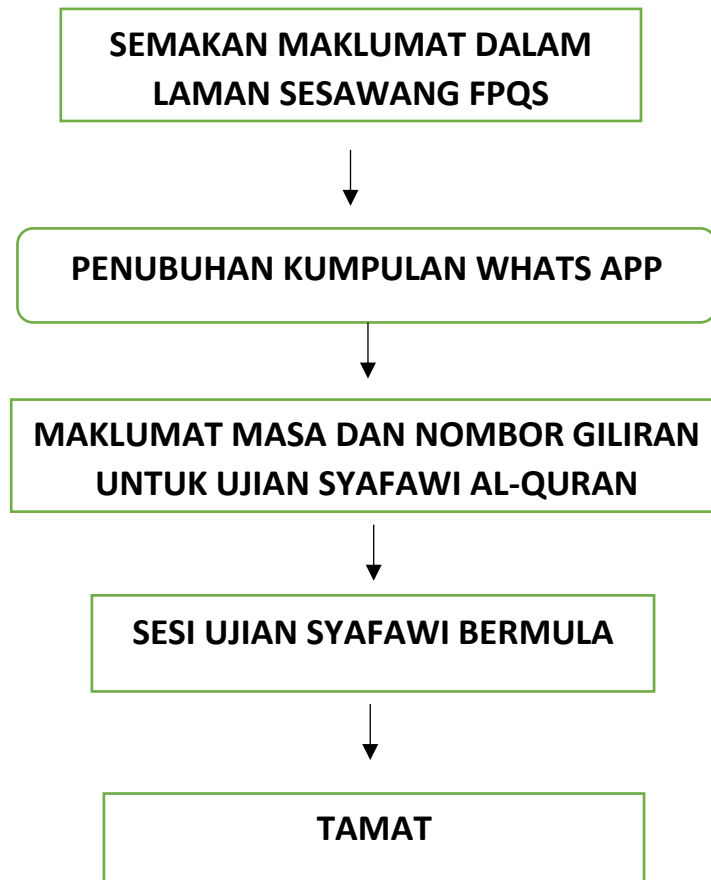 SEMAKAN MAKLUMAT DALAM
LAMAN SESAWANG FPQS
PENUBUHAN KUMPULAN WHATS APP
MAKLUMAT MASA DAN NOMBOR GILIRAN
UNTUK UJIAN SYAFAWI AL-QURAN
SESI UJIAN SYAFAWI BERMULA
TAMAT